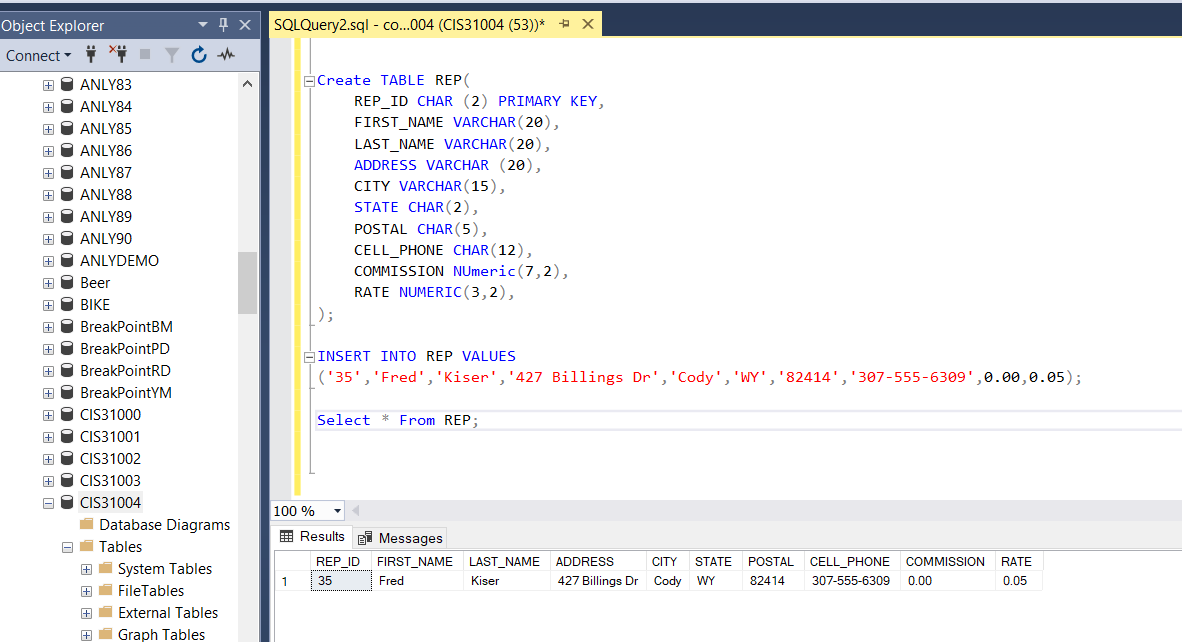 Object Explorer
Connect
ANLY83
ANLY84
ANLY85
ANLY86
ANLY87
ANLY88
ANLY89
ANLY90
ANLYDEMO
Beer
BIKE
BreakPointBM
BreakPointPD
BreakPointRD
BreakPointYM
CIS31000
CIS31001
CIS31002
CIS31003
CIS31004
Database Diagrams
Tables
System Tables
FileTables
External Tables
Graph Tables
SQLQuery2.sql - co...004 (CIS31004 (53))*
Create TABLE REP(
REP_ID CHAR (2) PRIMARY KEY,
FIRST_NAME VARCHAR(20),
LAST_NAME VARCHAR(20),
ADDRESS VARCHAR (20),
CITY VARCHAR(15),
STATE CHAR(2),
POSTAL CHAR(5),
CELL_PHONE CHAR(12),
COMMISSION NUmeric(7,2),
RATE NUMERIC(3,2),
);
INSERT INTO REP VALUES
('35','Fred','Kiser','427 Billings Dr','Cody','WY','82414','307-555-6309',0.00,0.05);
Select * From REP;
100 %
Results Messages
REP_ID FIRST_NAME LAST_NAME ADDRESS CITY STATE POSTAL CELL_PHONE COMMISSION RATE
1 35 Fred Kiser 427 Billings Dr Cody WY 82414 307-555-6309 0.00 0.05